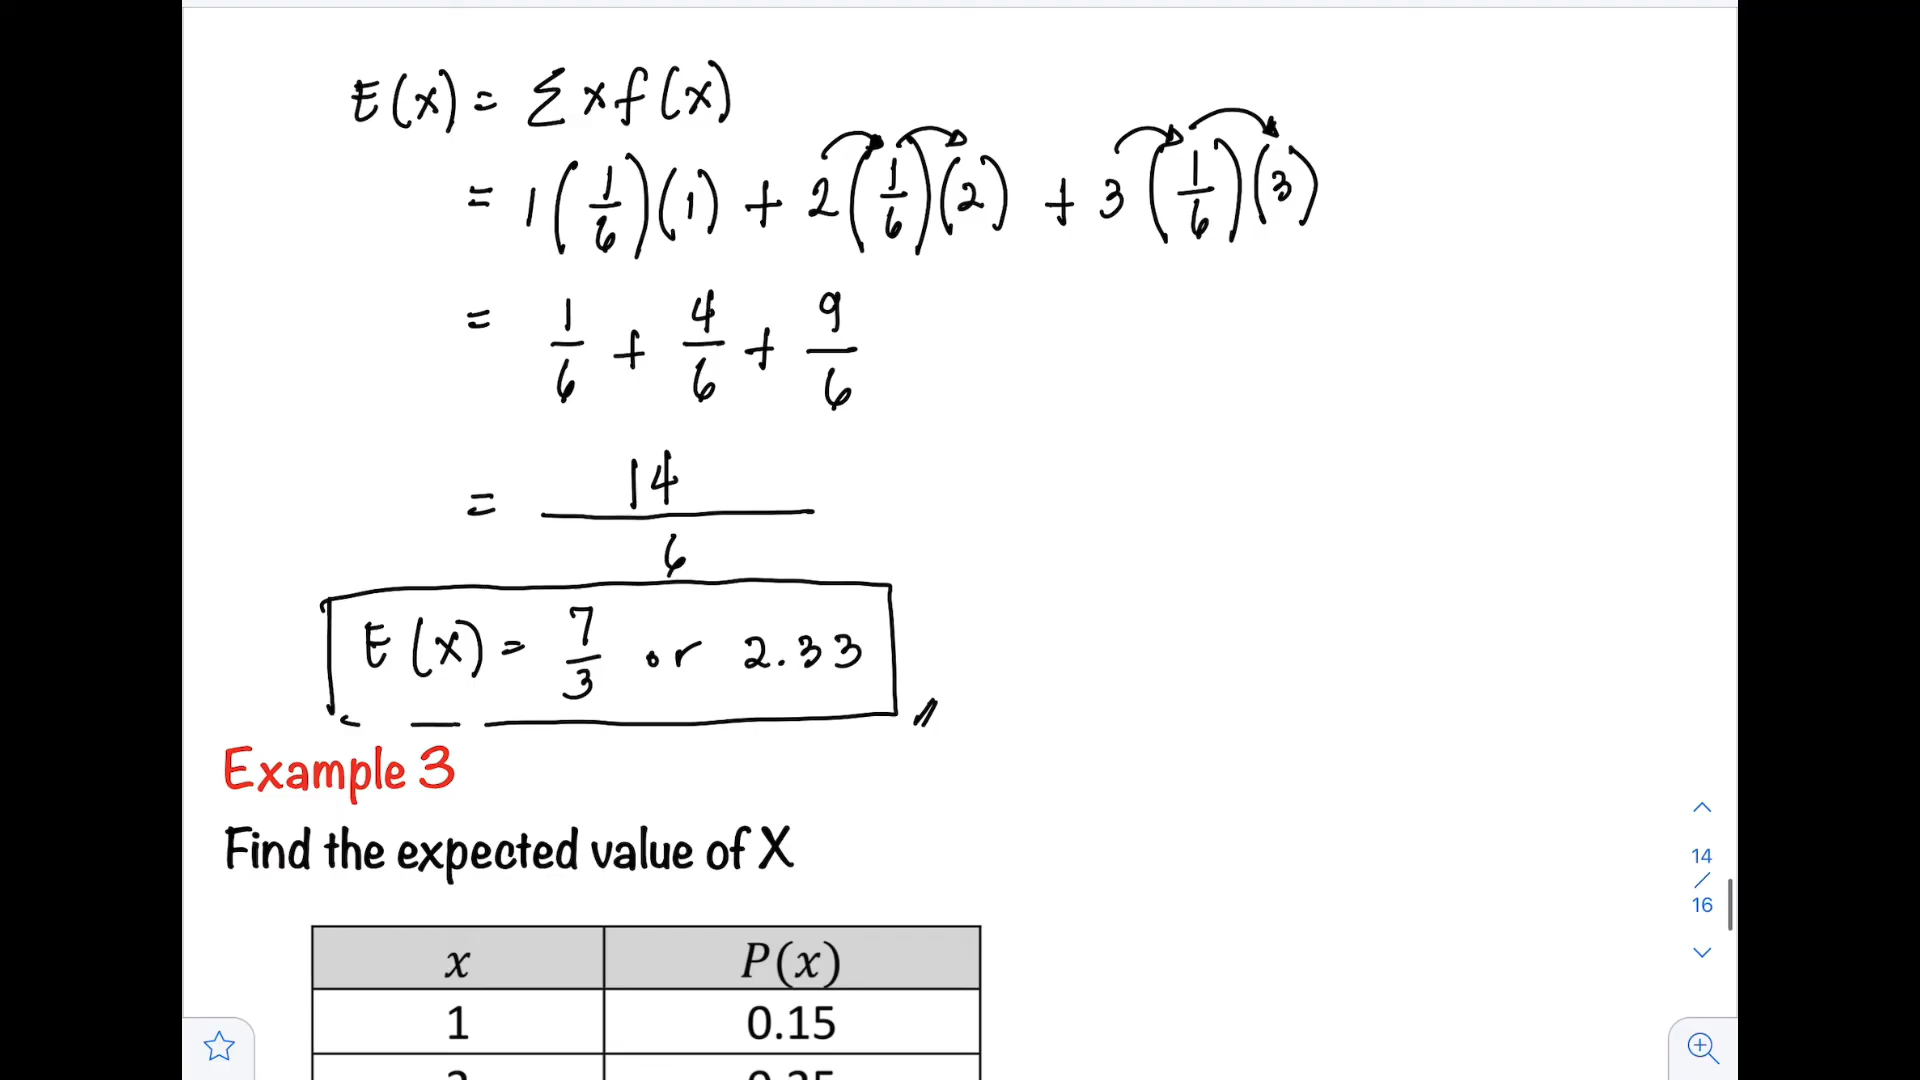 E(x) = Σ x f(x)
= 1(1/6)(1) + 2(1/6)(2) + 3(1/6)(3)
= 1/6 + 4/6 + 9/6
= 14/6
E(x) = 7/3 or 2.33
Example 3
Find the expected value of X
x P(x)
1 0.15
14
/
16